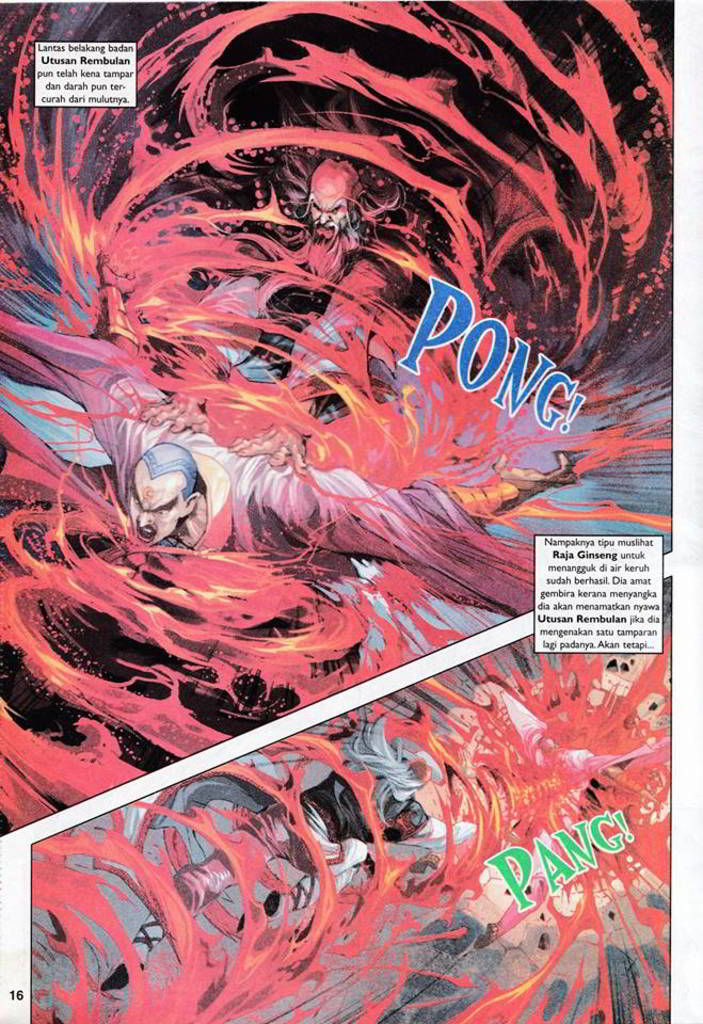 Lantas belakang badan
Utusan Rembulan
pun telah kena tampar
dan darah pun ter-
curah dari mulutnya.
PONG!
Nampaknya tipu muslihat
Raja Ginseng untuk
menangguk di air keruh
sudah berhasil. Dia amat
gembira kerana menyangka
dia akan menamatkan nyawa
Utusan Rembulan jika dia
mengenakan satu tamparan
lagi padanya. Akan tetapi...
PANG!
16